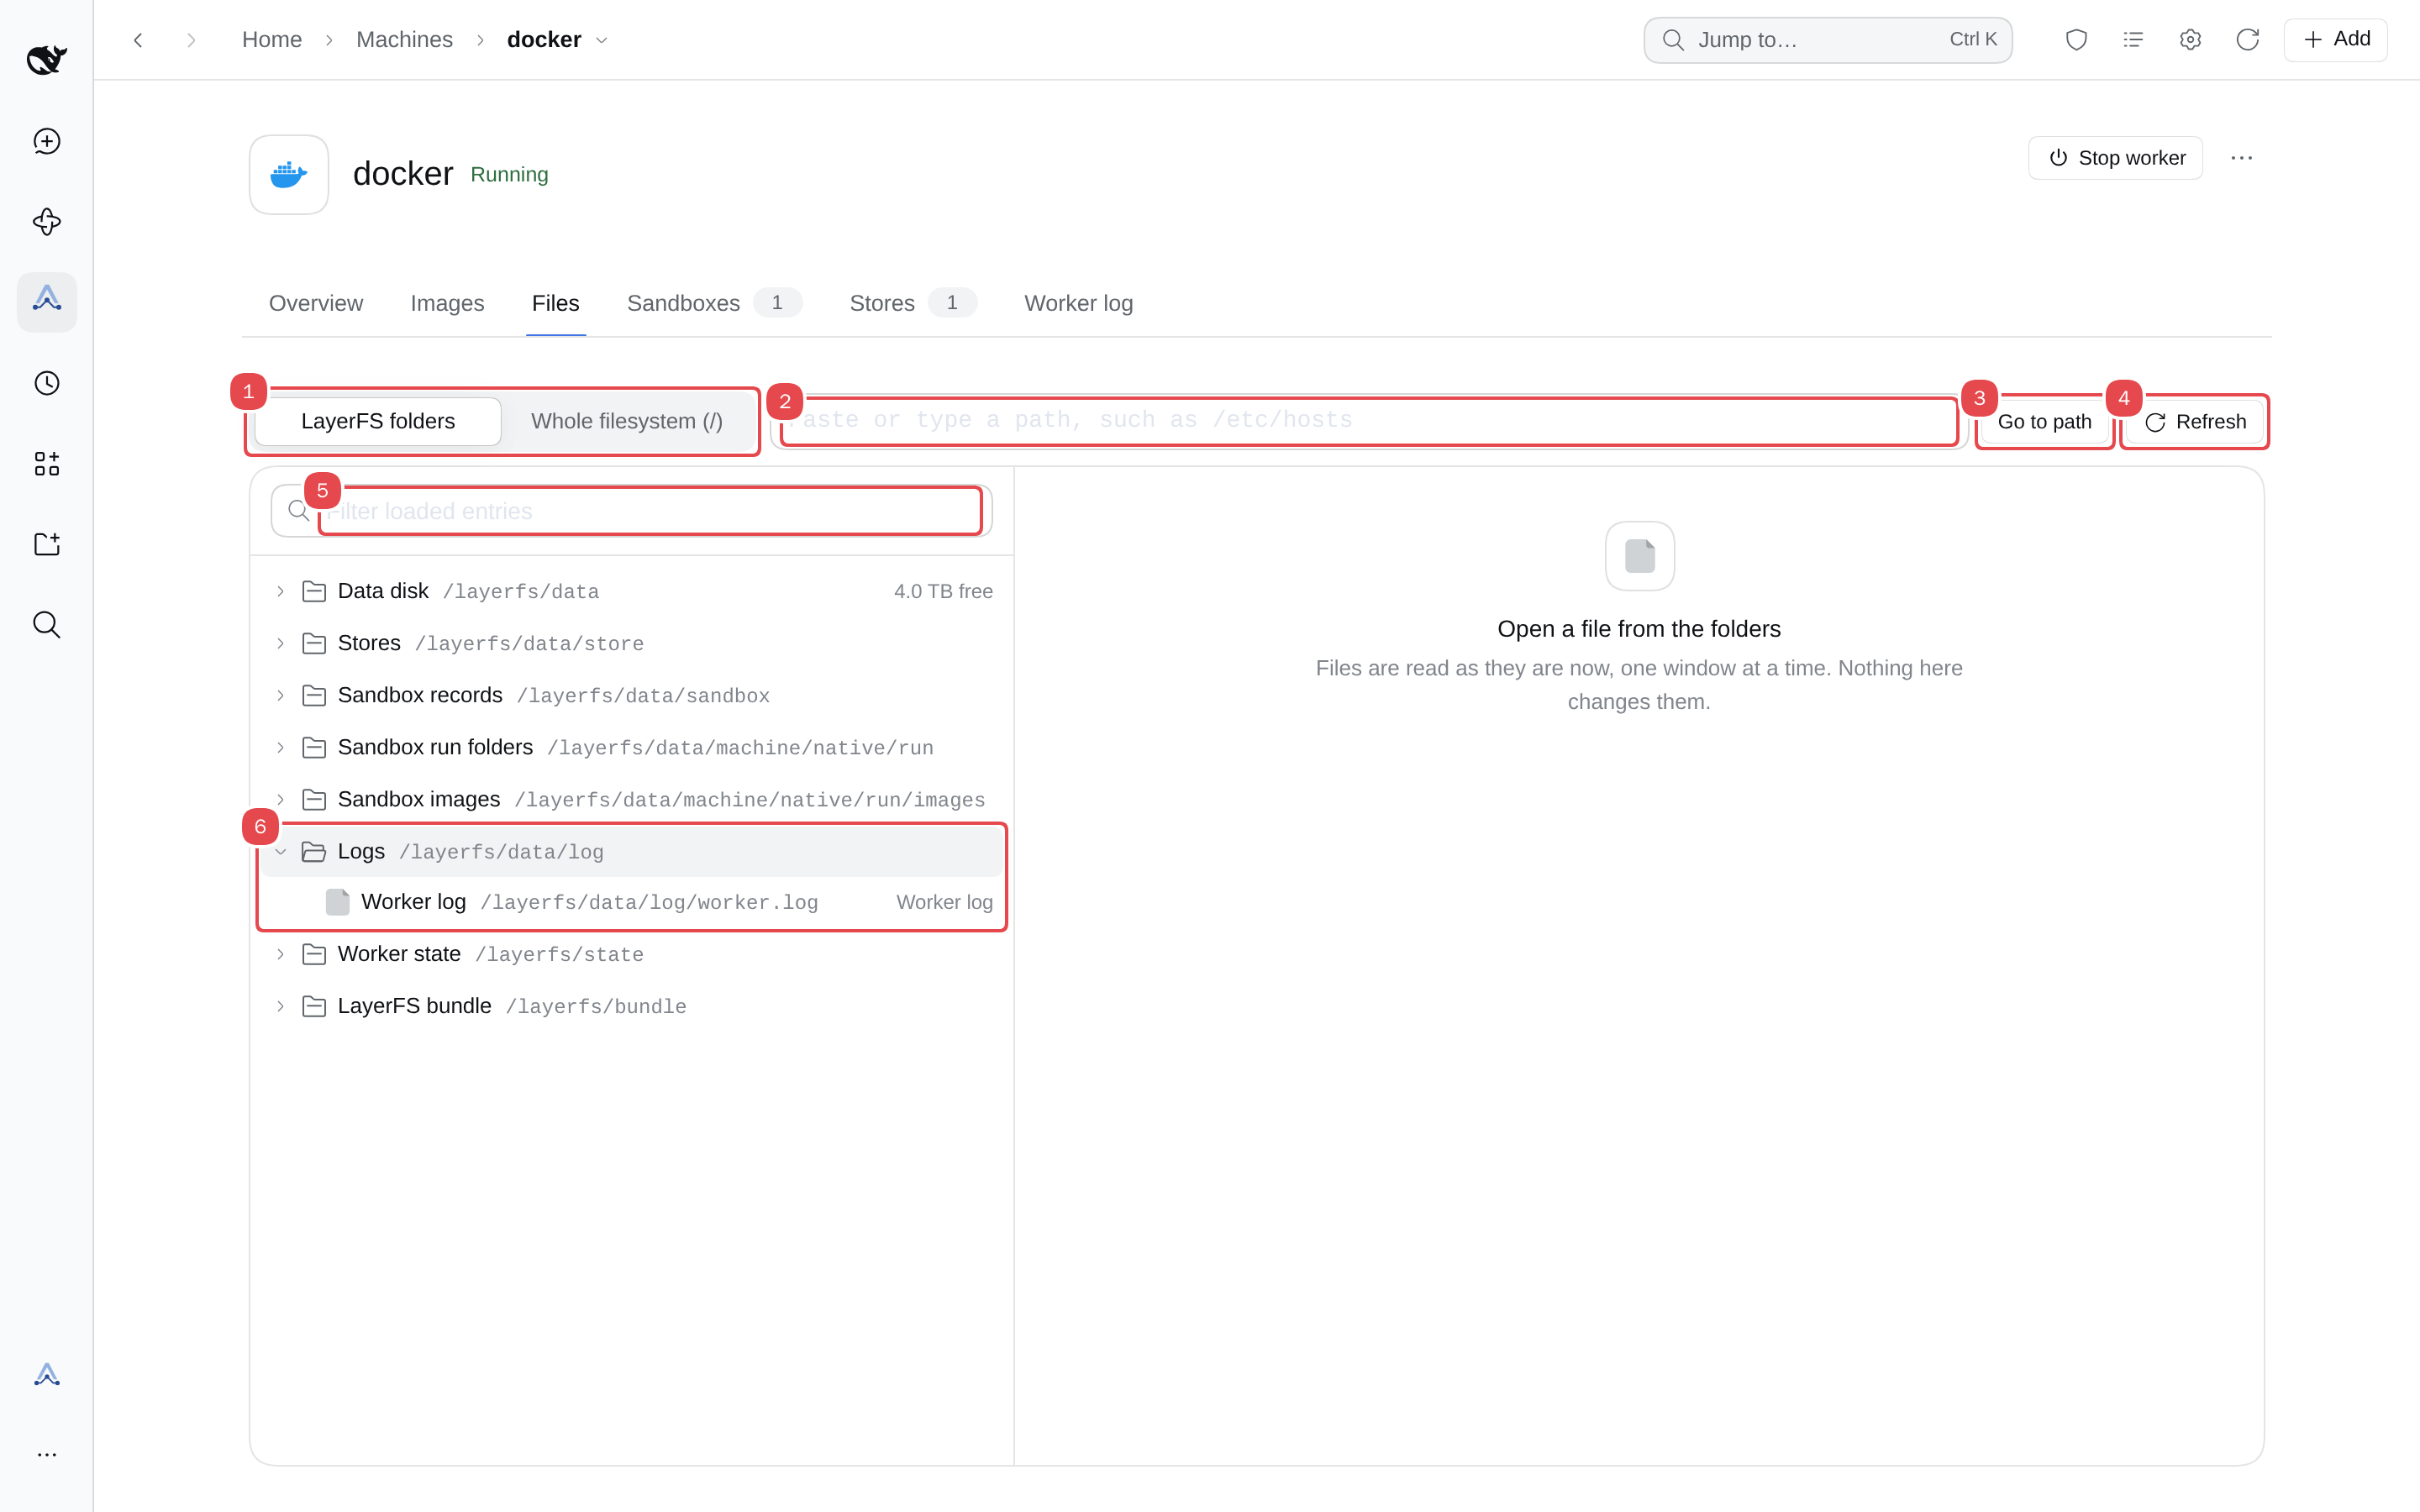 Home > Machines > docker
Jump to… Ctrl K
Add
docker Running
Stop worker
Overview Images Files Sandboxes 1 Stores 1 Worker log
1 LayerFS folders Whole filesystem (/)
2 aste or type a path, such as /etc/hosts
3 Go to path
4 Refresh
5 ilter loaded entries
Data disk /layerfs/data 4.0 TB free
Stores /layerfs/data/store
Sandbox records /layerfs/data/sandbox
Sandbox run folders /layerfs/data/machine/native/run
Sandbox images /layerfs/data/machine/native/run/images
6
Logs /layerfs/data/log
Worker log /layerfs/data/log/worker.log Worker log
Worker state /layerfs/state
LayerFS bundle /layerfs/bundle
Open a file from the folders
Files are read as they are now, one window at a time. Nothing here
changes them.